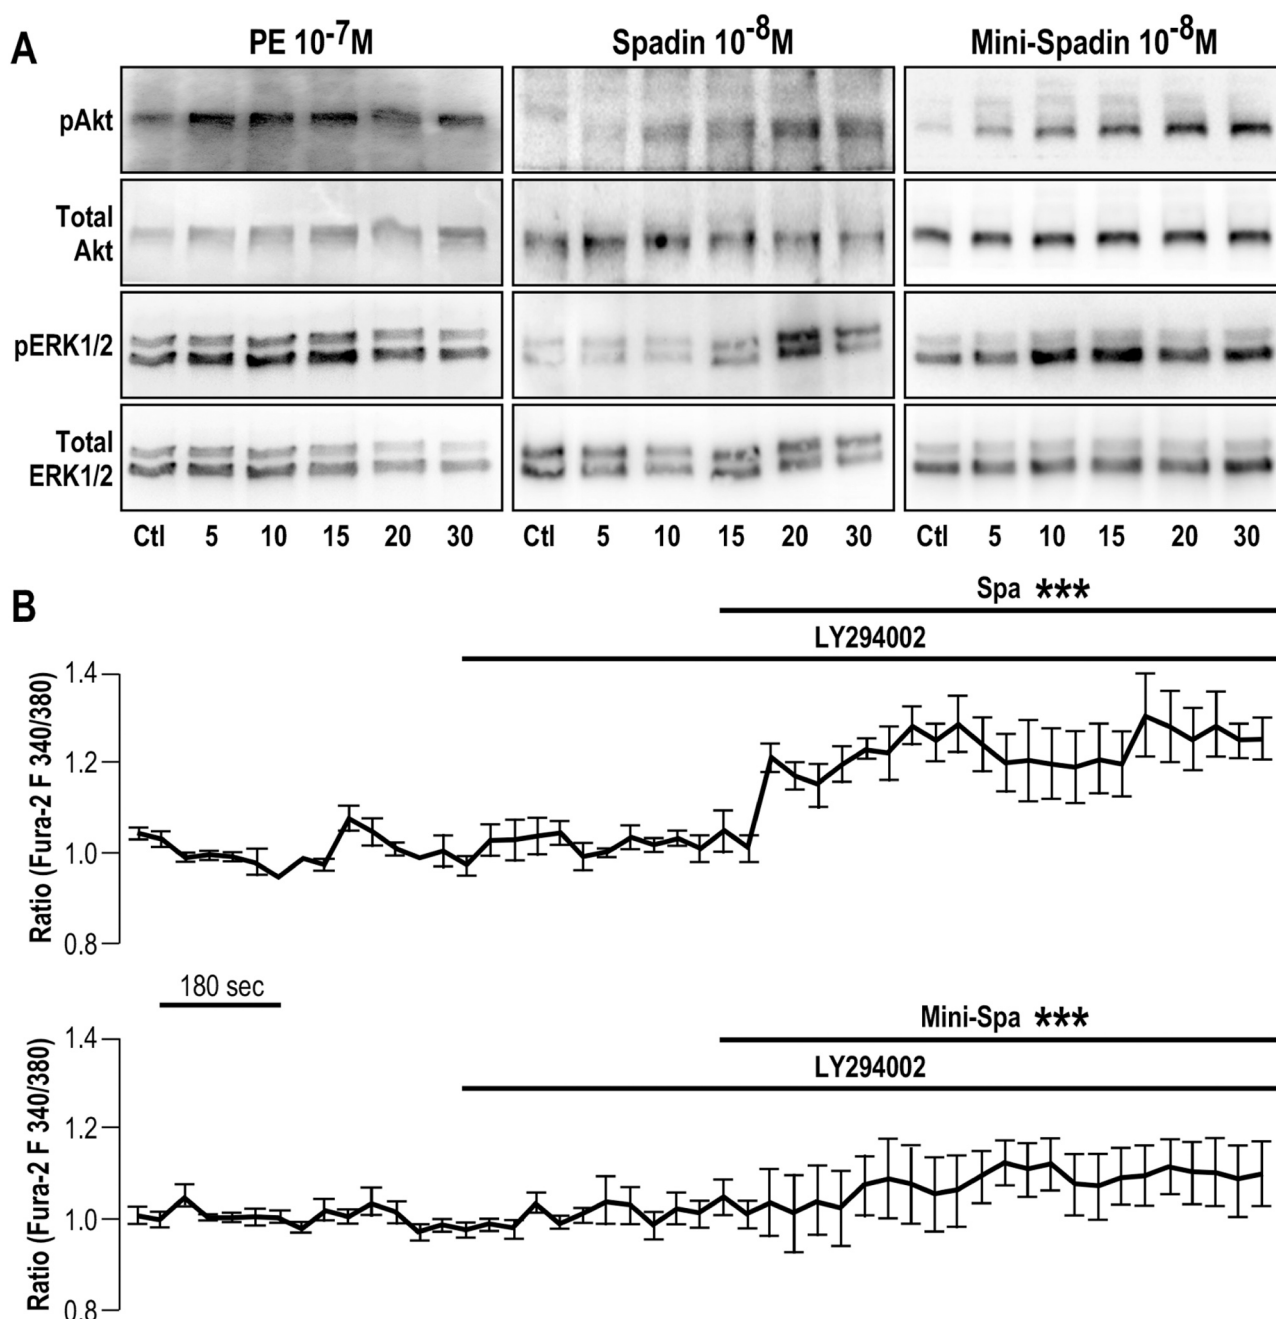 A
PE 10-7M
Spadin 10-8M
Mini-Spadin 10-8M
pAkt
Total
Akt
pERK1/2
Total
ERK1/2
Ctl 5 10 15 20 30
Ctl 5 10 15 20 30
Ctl 5 10 15 20 30
B
Spa ***
LY294002
Ratio (Fura-2 F 340/380)
1.4
1.2
1.0
0.8
180 sec
Mini-Spa ***
LY294002
Ratio (Fura-2 F 340/380)
1.4
1.2
1.0
0.8